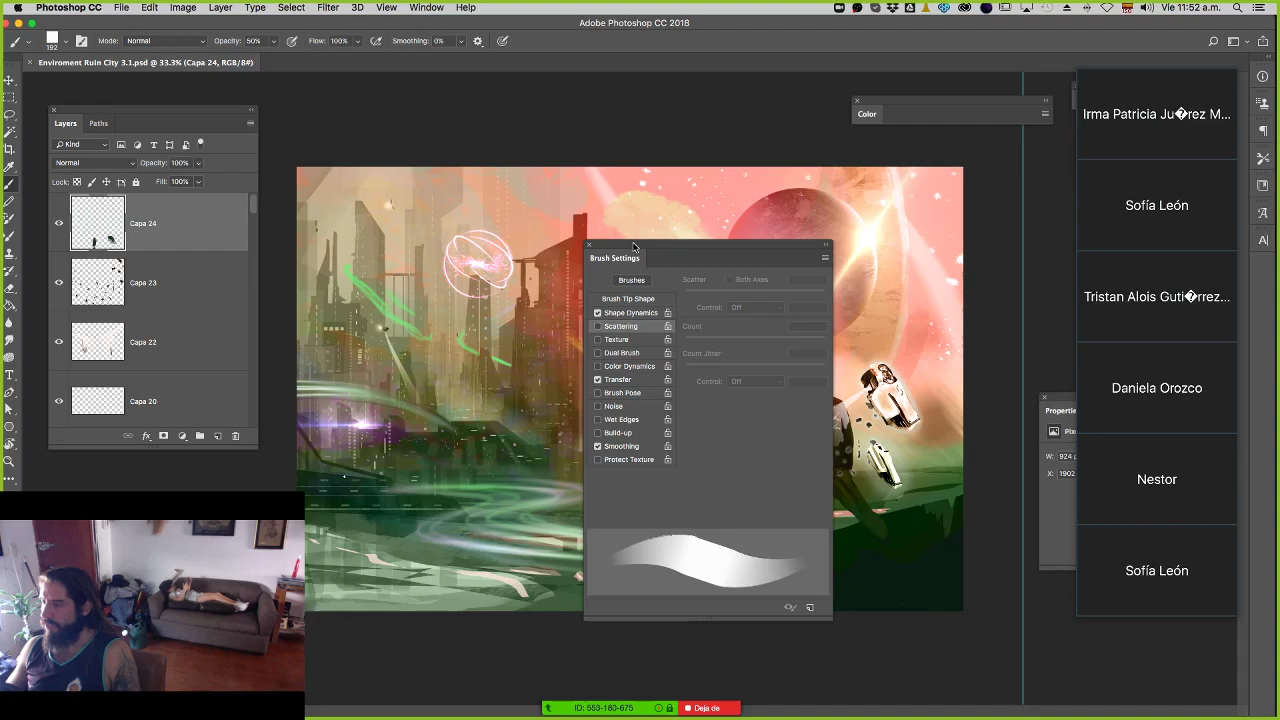 Photoshop CC File Edit Image Layer Type Select Filter 3D View Window Help Vie 11:52 a.m.
Adobe Photoshop CC 2018
192 Mode: Normal Opacity: 50% Flow: 100% Smoothing: 0%
Enviroment Ruin City 3.1.psd @ 33.3% (Capa 24, RGB/8#)
Layers Paths
Kind
Normal Opacity: 100%
Lock: Fill: 100%
Capa 24
Capa 23
Capa 22
Capa 20
Color
Brush Settings
Brushes
Brush Tip Shape
Shape Dynamics
Scattering
Texture
Dual Brush
Color Dynamics
Transfer
Brush Pose
Noise
Wet Edges
Build-up
Smoothing
Protect Texture
Scatter Both Axes
Control: Off
Count
Count Jitter
Control: Off
Propertie
Pix
W: 924 p
X: 1902
Irma Patricia Ju�rez M...
Sofía León
Tristan Alois Guti�rrez...
Daniela Orozco
Nestor
Sofía León
ID: 553-180-675 Deja de